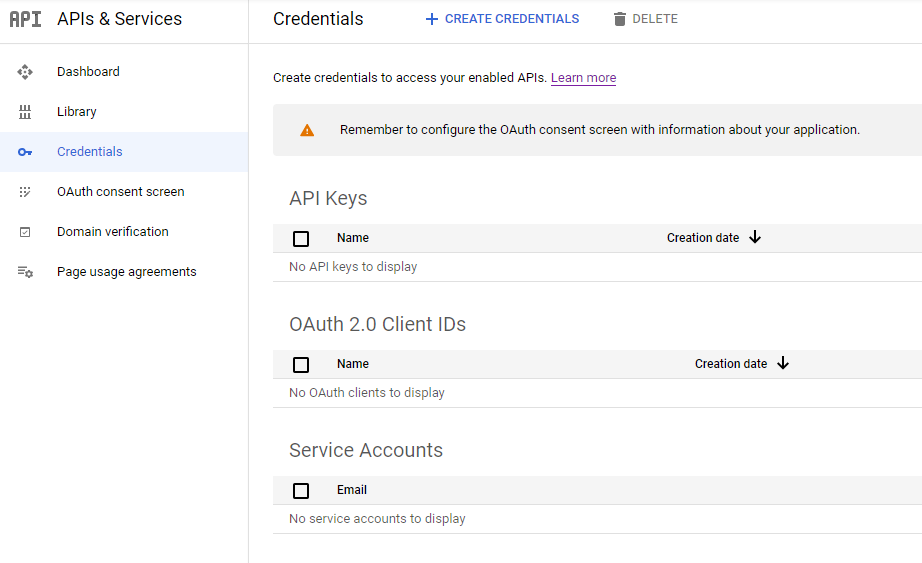 API APIs & Services
Credentials
+ CREATE CREDENTIALS
DELETE
Dashboard
Library
Credentials
OAuth consent screen
Domain verification
Page usage agreements
Create credentials to access your enabled APIs. Learn more
Remember to configure the OAuth consent screen with information about your application.
API Keys
Name Creation date
No API keys to display
OAuth 2.0 Client IDs
Name Creation date
No OAuth clients to display
Service Accounts
Email
No service accounts to display